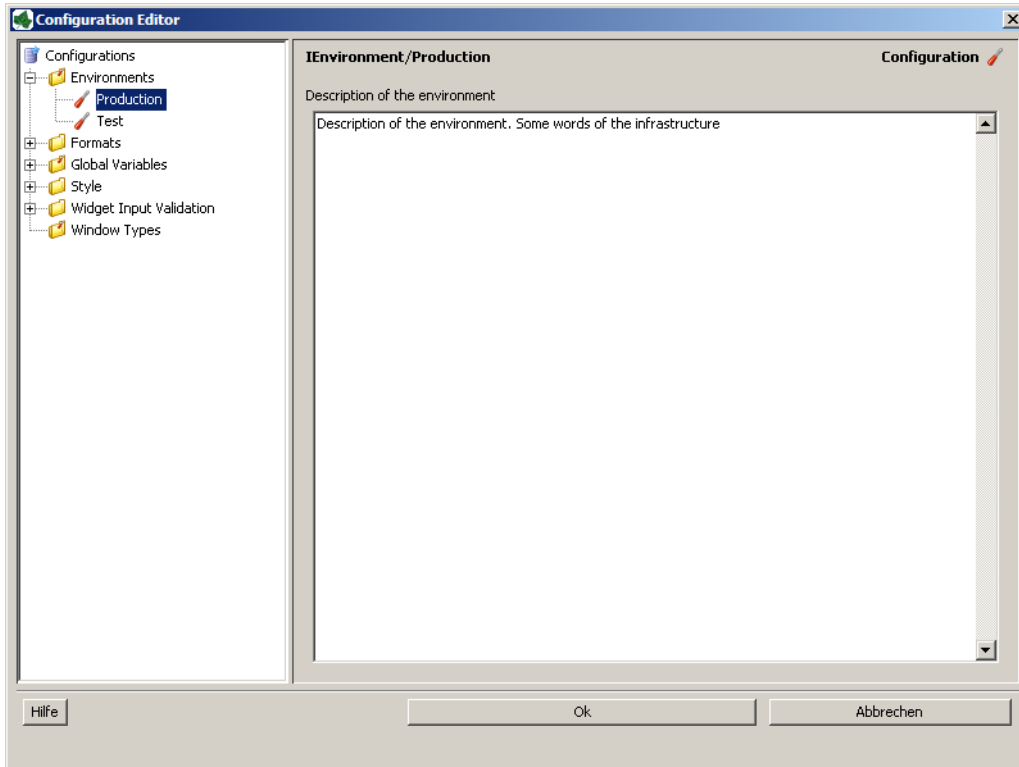 Configuration Editor
Configurations
Environments
Production
Test
Formats
Global Variables
Style
Widget Input Validation
Window Types
IEnvironment/Production
Configuration
Description of the environment
Description of the environment. Some words of the infrastructure
Hilfe
Ok
Abbrechen